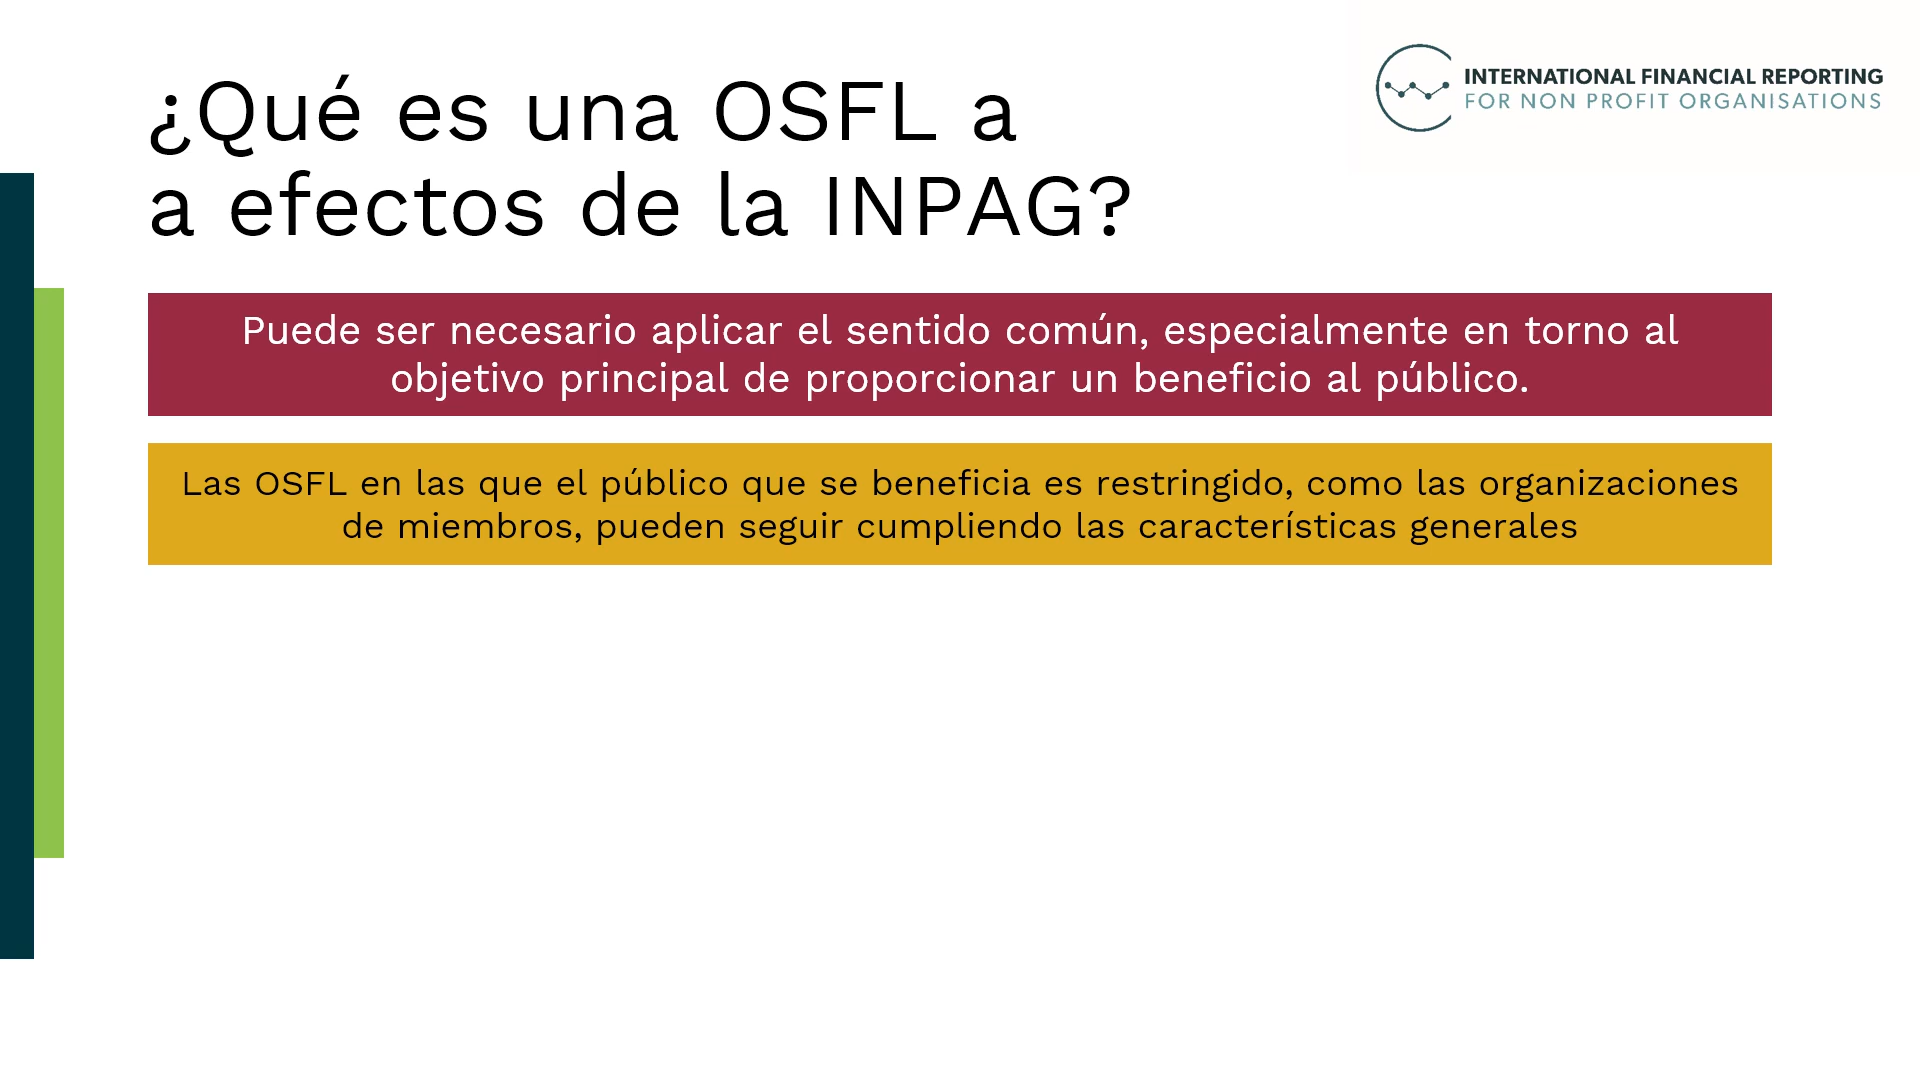 ¿Qué es una OSFL a
a efectos de la INPAG?
INTERNATIONAL FINANCIAL REPORTING
FOR NON PROFIT ORGANISATIONS
Puede ser necesario aplicar el sentido común, especialmente en torno al
objetivo principal de proporcionar un beneficio al público.
Las OSFL en las que el público que se beneficia es restringido, como las organizaciones
de miembros, pueden seguir cumpliendo las características generales